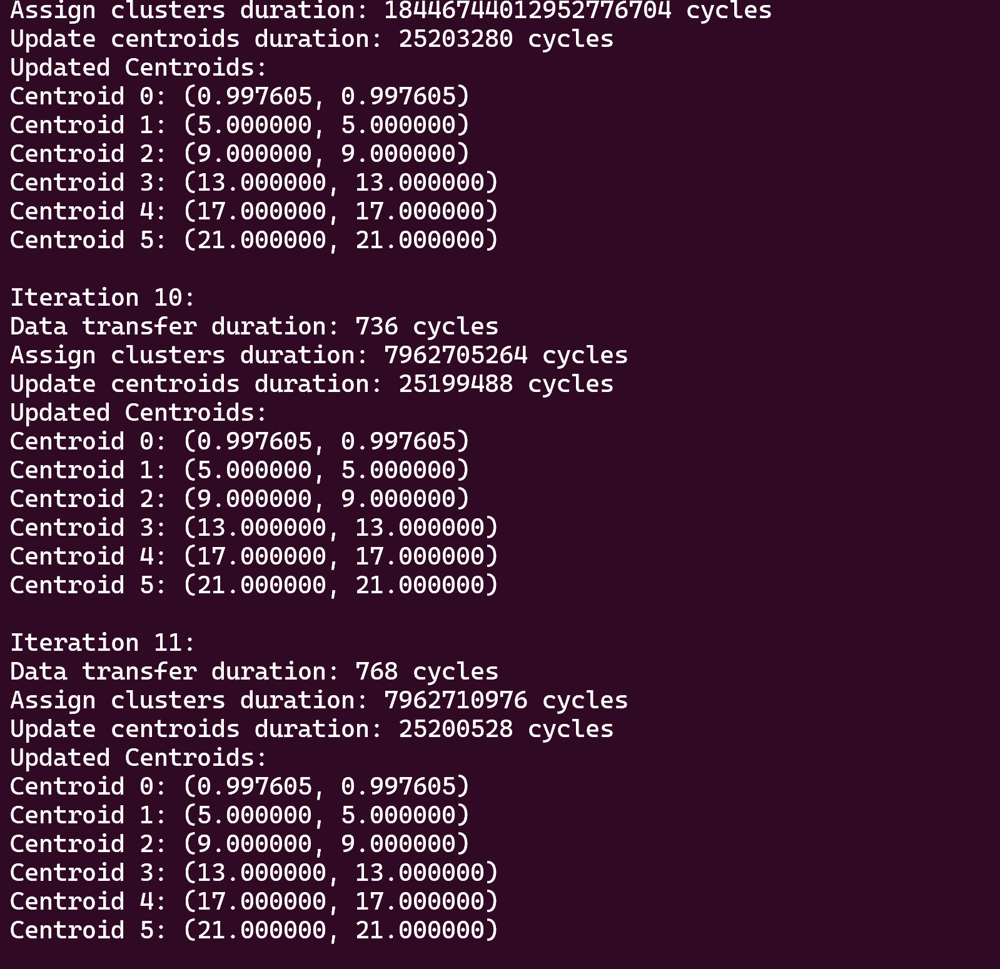 Assign clusters duration: 18446744012952776704 cycles
Update centroids duration: 25203280 cycles
Updated Centroids:
Centroid 0: (0.997605, 0.997605)
Centroid 1: (5.000000, 5.000000)
Centroid 2: (9.000000, 9.000000)
Centroid 3: (13.000000, 13.000000)
Centroid 4: (17.000000, 17.000000)
Centroid 5: (21.000000, 21.000000)
Iteration 10:
Data transfer duration: 736 cycles
Assign clusters duration: 7962705264 cycles
Update centroids duration: 25199488 cycles
Updated Centroids:
Centroid 0: (0.997605, 0.997605)
Centroid 1: (5.000000, 5.000000)
Centroid 2: (9.000000, 9.000000)
Centroid 3: (13.000000, 13.000000)
Centroid 4: (17.000000, 17.000000)
Centroid 5: (21.000000, 21.000000)
Iteration 11:
Data transfer duration: 768 cycles
Assign clusters duration: 7962710976 cycles
Update centroids duration: 25200528 cycles
Updated Centroids:
Centroid 0: (0.997605, 0.997605)
Centroid 1: (5.000000, 5.000000)
Centroid 2: (9.000000, 9.000000)
Centroid 3: (13.000000, 13.000000)
Centroid 4: (17.000000, 17.000000)
Centroid 5: (21.000000, 21.000000)